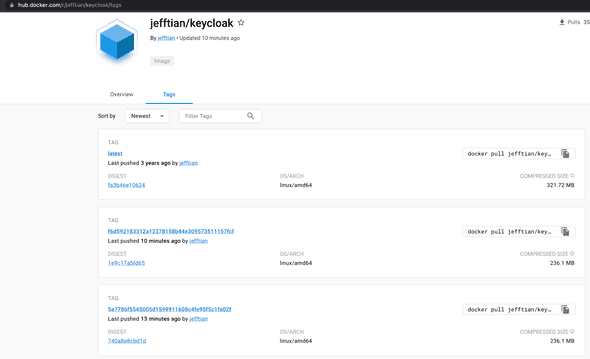 hub.docker.com/r/jefftian/keycloak/tags
jefftian/keycloak ☆
Pulls 35
By jefftian • Updated 10 minutes ago
Image
Overview Tags
Sort by Newest Filter Tags
TAG
latest
docker pull jefftian/key…
Last pushed 3 years ago by jefftian
DIGEST OS/ARCH COMPRESSED SIZE
fa3b46e10624 linux/amd64 321.72 MB
TAG
docker pull jefftian/key…
Last pushed 10 minutes ago by jefftian
DIGEST OS/ARCH COMPRESSED SIZE
1e9c17a5fd65 linux/amd64 236.1 MB
TAG
docker pull jefftian/key…
Last pushed 13 minutes ago by jefftian
DIGEST OS/ARCH COMPRESSED SIZE
740a8e8cbd1d linux/amd64 236.1 MB